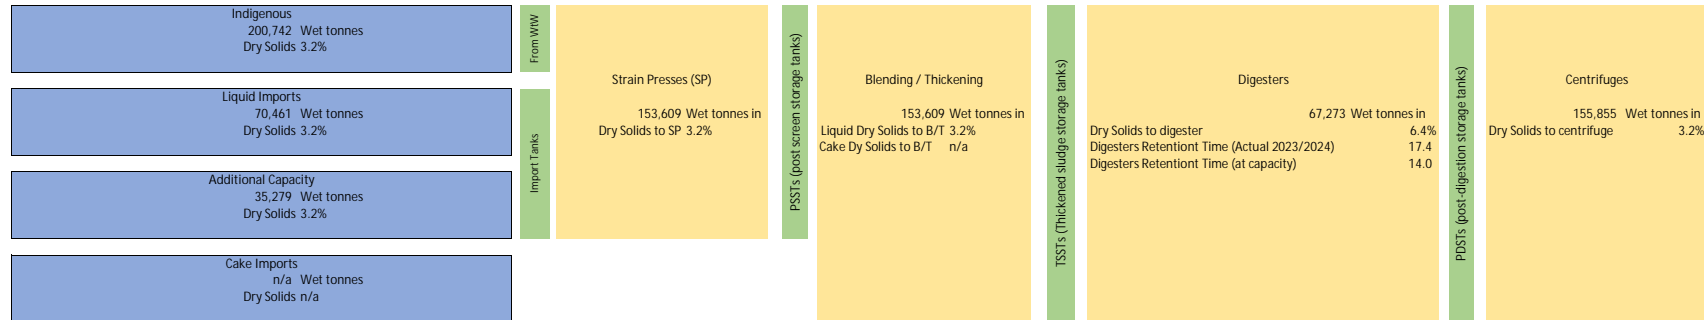 Indigenous
200,742 Wet tonnes
Dry Solids 3.2%
Liquid Imports
70,461 Wet tonnes
Dry Solids 3.2%
Additional Capacity
35,279 Wet tonnes
Dry Solids 3.2%
Cake Imports
n/a Wet tonnes
Dry Solids n/a
From WtW
Import Tanks
Strain Presses (SP)
153,609 Wet tonnes in
Dry Solids to SP 3.2%
PSSTs (post screen storage tanks)
Blending / Thickening
153,609 Wet tonnes in
Liquid Dry Solids to B/T 3.2%
Cake Dy Solids to B/T n/a
TSSTs (Thickened sludge storage tanks)
Digesters
67,273 Wet tonnes in
Dry Solids to digester 6.4%
Digesters Retentiont Time (Actual 2023/2024) 17.4
Digesters Retentiont Time (at capacity) 14.0
PDSTs (post-digestion storage tanks)
Centrifuges
155,855 Wet tonnes in
Dry Solids to centrifuge 3.2%